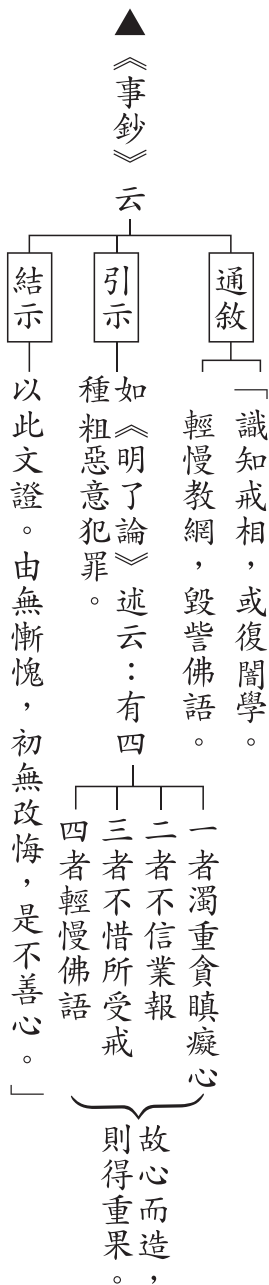 ▲《事鈔》云
通敘
「識知戒相，或復闇學。
輕慢教網，毀訾佛語。
引示
如《明了論》述云：有四
種粗惡意犯罪。
一者濁重貪瞋癡心
二者不信業報
三者不惜所受戒
四者輕慢佛語
故心而造，
則得重果。
結示
以此文證。由無慚愧，初無改悔，是不善心。」